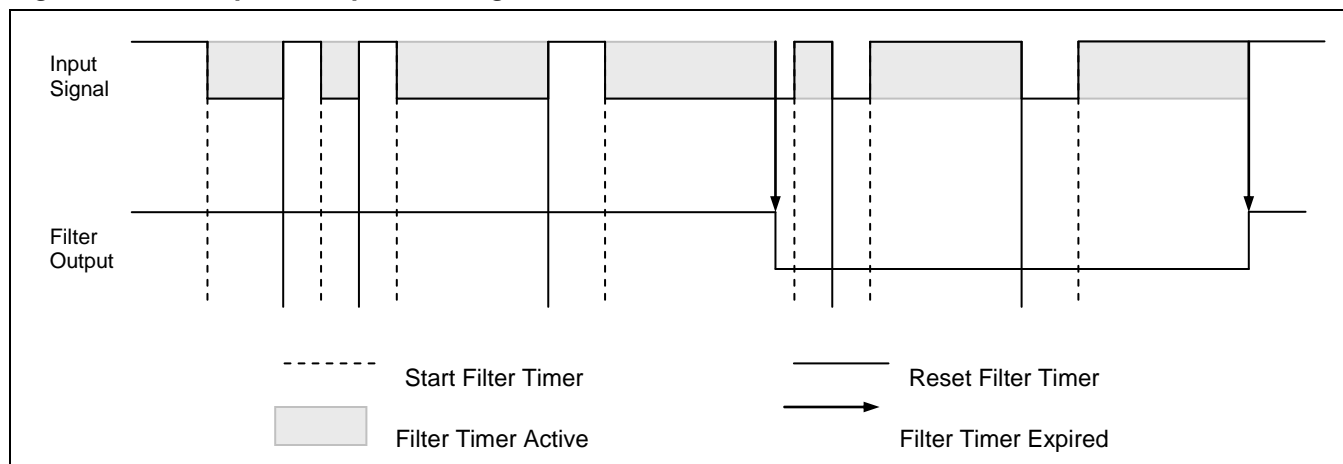 Input
Signal
Filter
Output
Start Filter Timer
Reset Filter Timer
Filter Timer Active
Filter Timer Expired